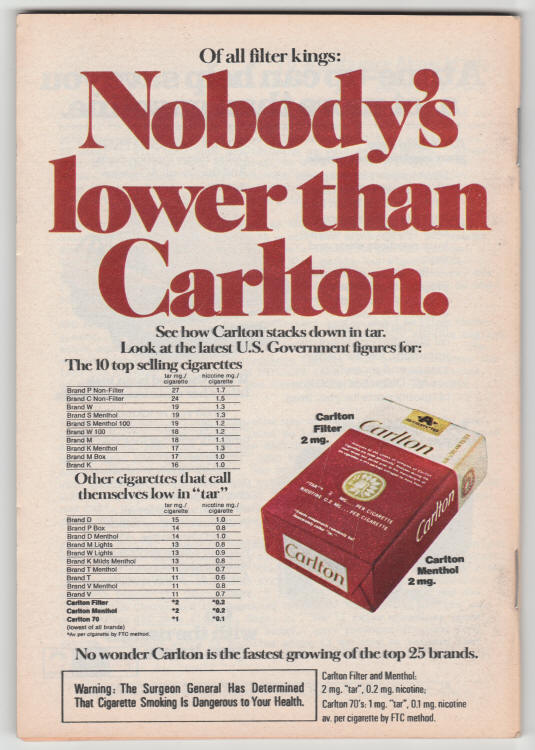 Of all filter kings:
Nobody's
lower than
Carlton.
See how Carlton stacks down in tar.
Look at the latest U.S. Government figures for:
The 10 top selling cigarettes
tar mg./ nicotine mg./
cigarette cigarette
Brand P Non-Filter 27 1.7
Brand C Non-Filter 24 1.5
Brand W 19 1.3
Brand S Menthol 19 1.3
Brand S Menthol 100 19 1.2
Brand W 100 18 1.2
Brand M 18 1.1
Brand K Menthol 17 1.3
Brand M Box 17 1.0
Brand K 16 1.0
Other cigarettes that call
themselves low in "tar"
tar mg./ nicotine mg./
cigarette cigarette
Brand D 15 1.0
Brand P Box 14 0.8
Brand D Menthol 14 1.0
Brand M Lights 13 0.8
Brand W Lights 13 0.9
Brand K Milds Menthol 13 0.8
Brand T Menthol 11 0.7
Brand T 11 0.6
Brand V Menthol 11 0.8
Brand V 11 0.7
Carlton Filter *2 *0.2
Carlton Menthol *2 *0.2
Carlton 70 *1 *0.1
(lowest of all brands)
*Av. per cigarette by FTC method.
Carlton
Filter
2 mg.
Carlton
"TAR" 2 MG. PER CIGARETTE
NICOTINE 0.2 MG. PER CIGARETTE
Carlton
Carlton
Carlton
Menthol
2 mg.
No wonder Carlton is the fastest growing of the top 25 brands.
Warning: The Surgeon General Has Determined
That Cigarette Smoking Is Dangerous to Your Health.
Carlton Filter and Menthol:
2 mg. "tar", 0.2 mg. nicotine;
Carlton 70's: 1 mg. "tar", 0.1 mg. nicotine
av. per cigarette by FTC method.